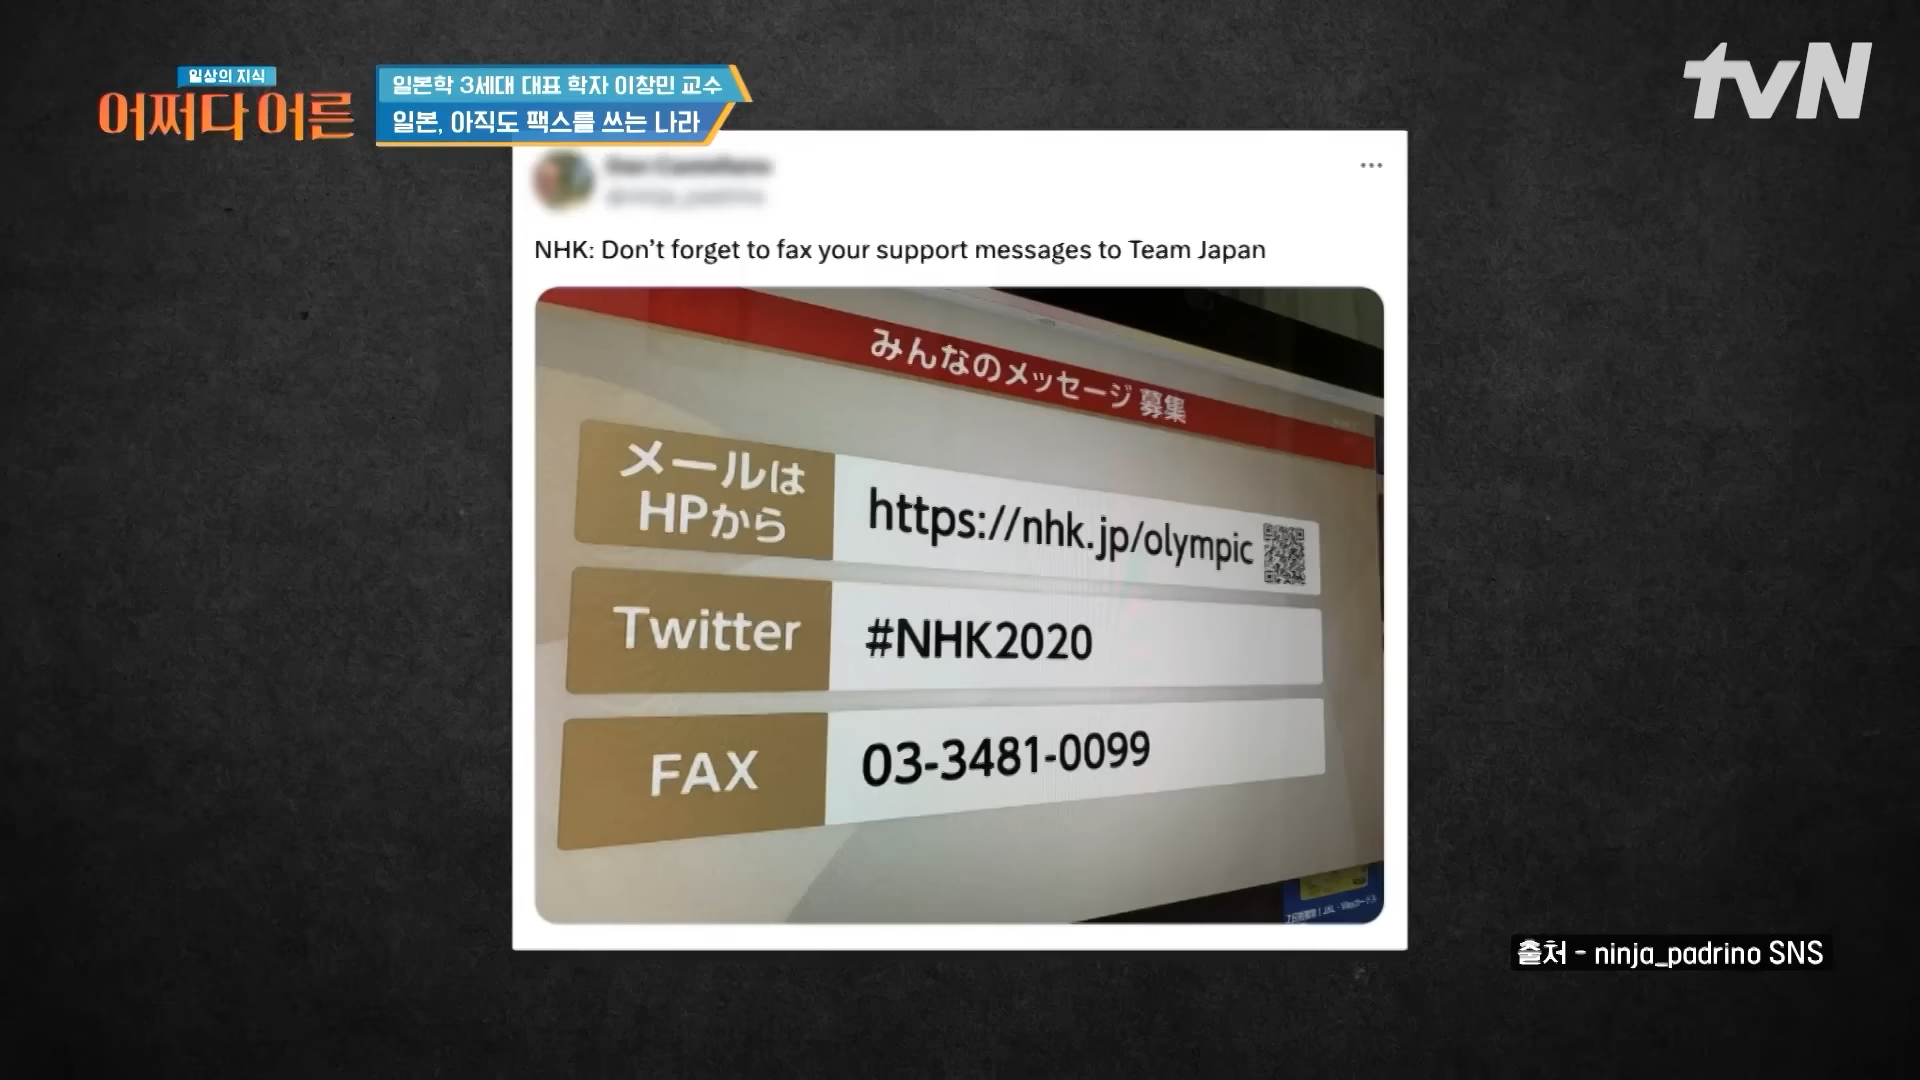 일상의 지식
어쩌다 어른
일본학 3세대 대표 학자 이창민 교수
일본, 아직도 팩스를 쓰는 나라
tvN
NHK: Don’t forget to fax your support messages to Team Japan
みんなのメッセージ 募集
メールは
HPから
https://nhk.jp/olympic
Twitter
#NHK2020
FAX
03-3481-0099
출처 - ninja_padrino SNS